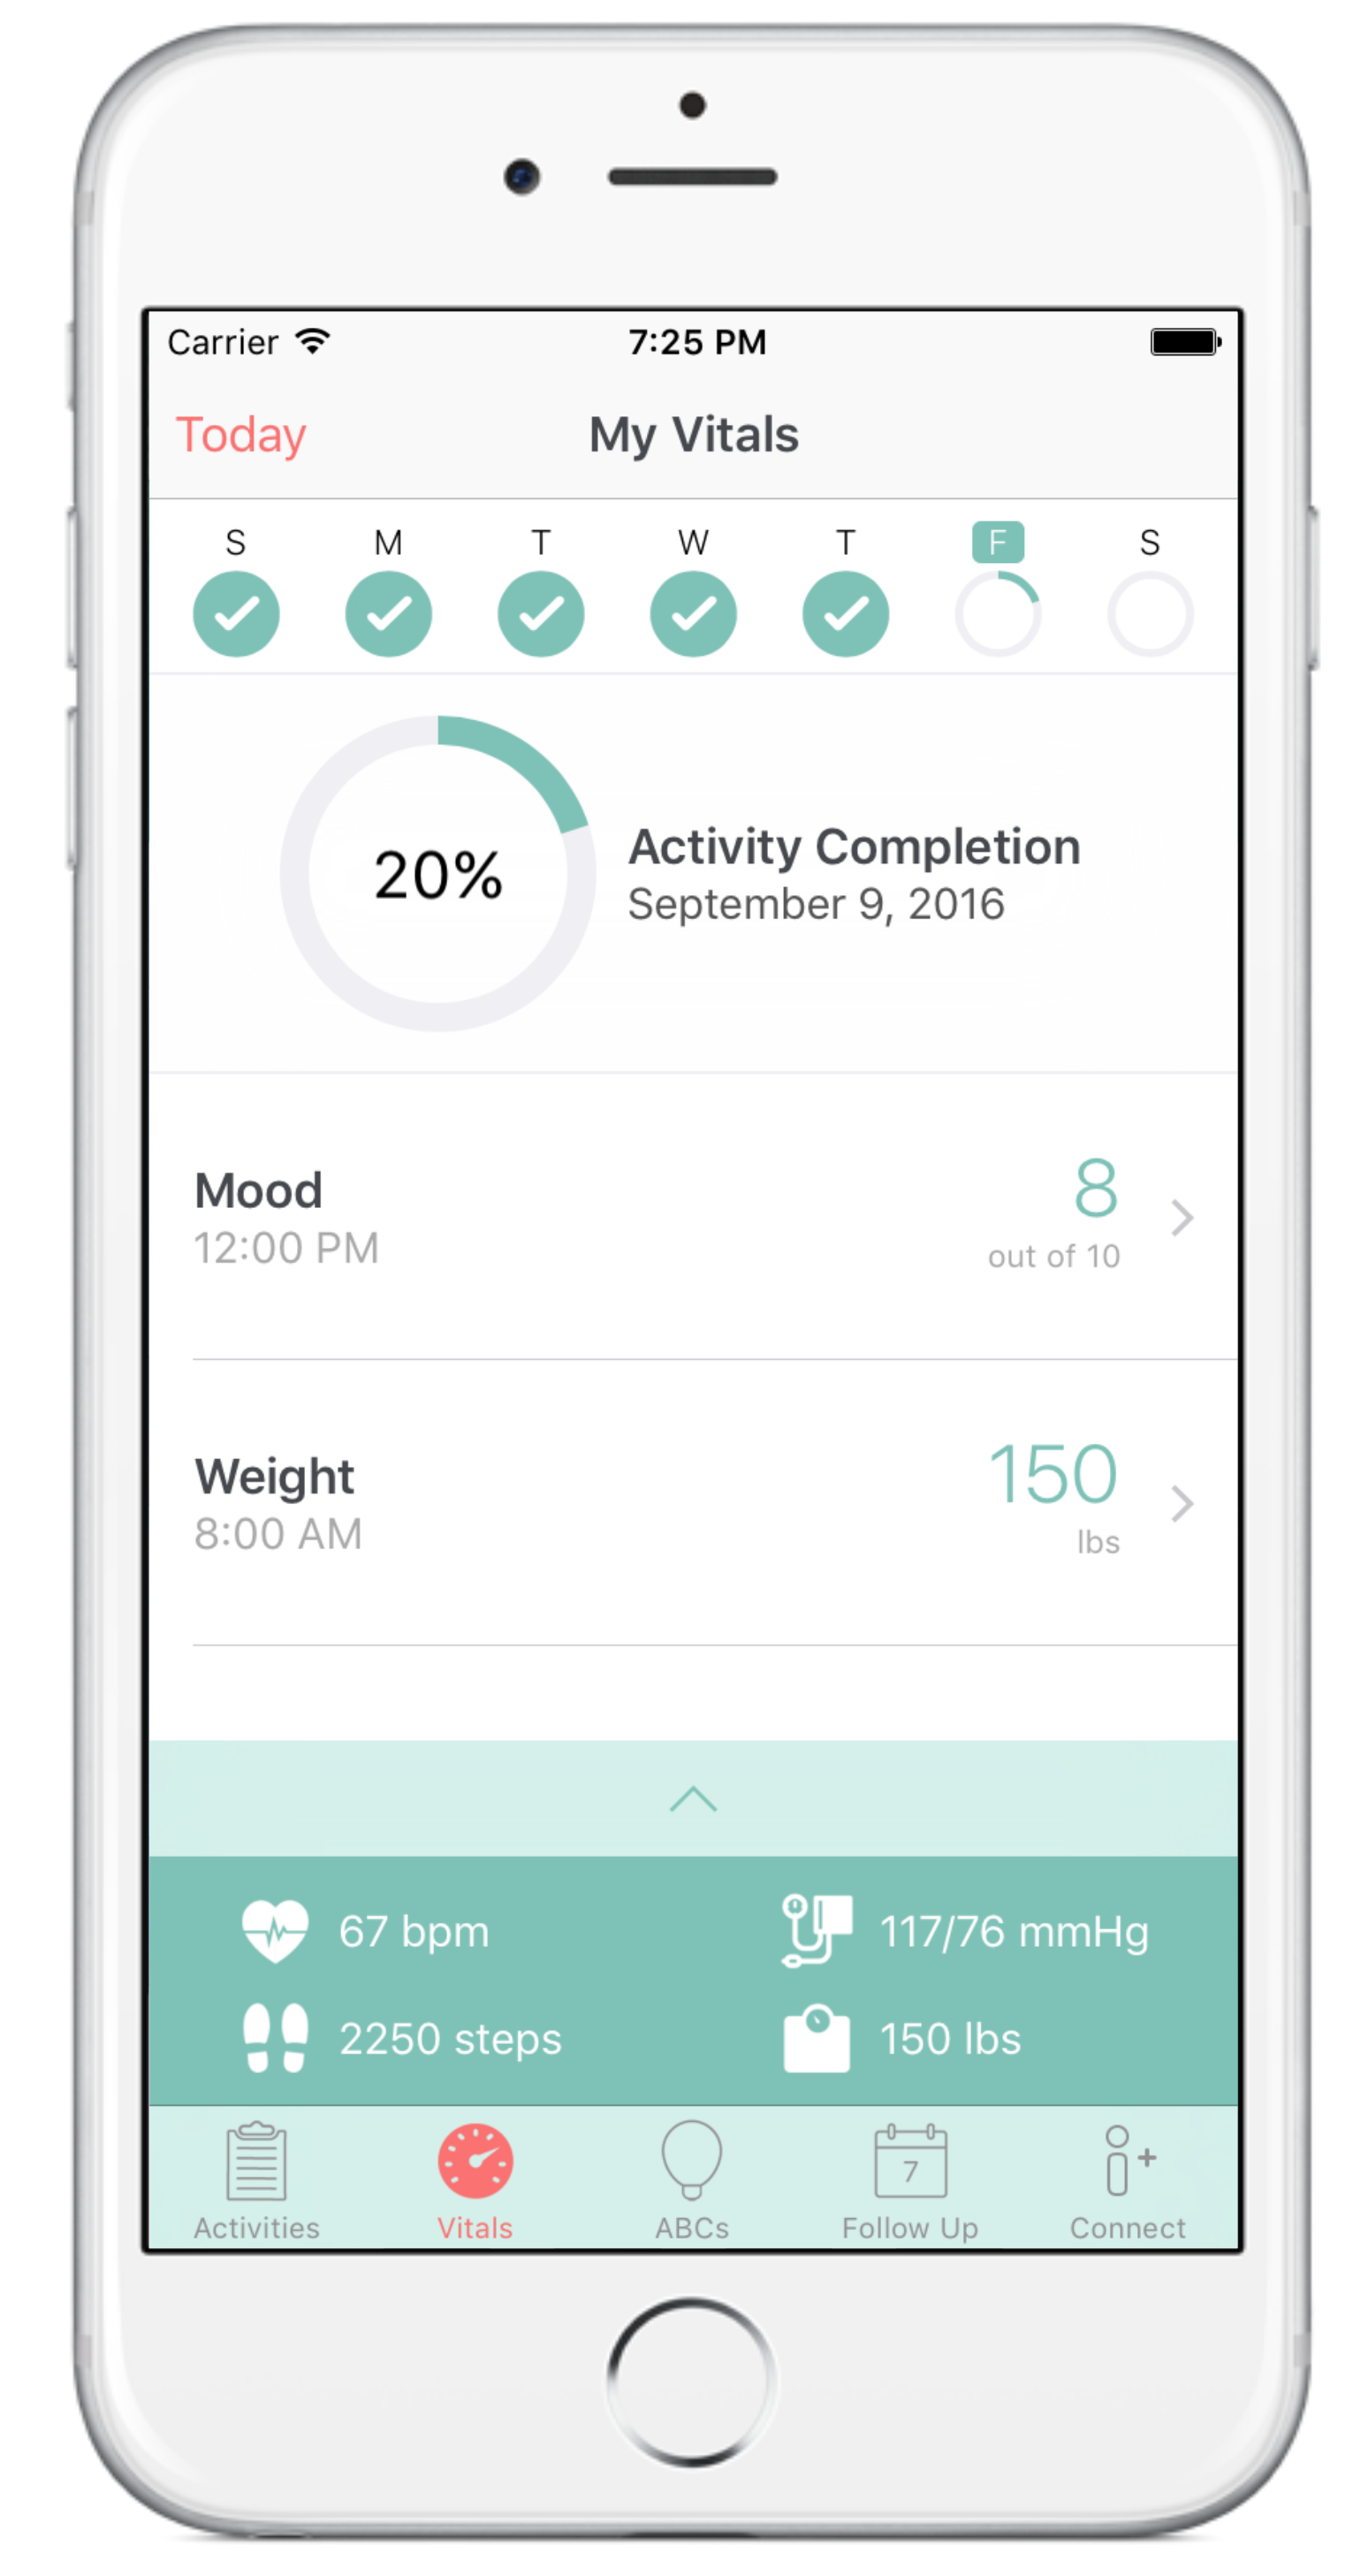 Carrier 7:25 PM
Today My Vitals
S M T W T F S
20%
Activity Completion
September 9, 2016
Mood
12:00 PM
8
out of 10
Weight
8:00 AM
150
lbs
67 bpm 117/76 mmHg
2250 steps 150 lbs
7
Activities Vitals ABCs Follow Up Connect